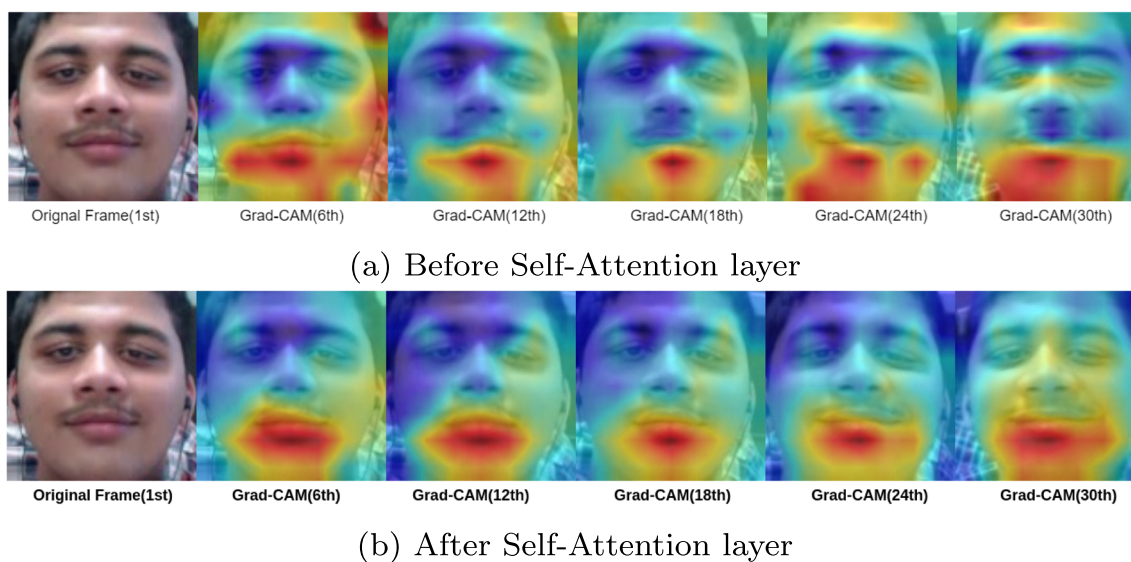 Orignal Frame(1st) Grad-CAM(6th) Grad-CAM(12th) Grad-CAM(18th) Grad-CAM(24th) Grad-CAM(30th)
(a) Before Self-Attention layer
Original Frame(1st) Grad-CAM(6th) Grad-CAM(12th) Grad-CAM(18th) Grad-CAM(24th) Grad-CAM(30th)
(b) After Self-Attention layer